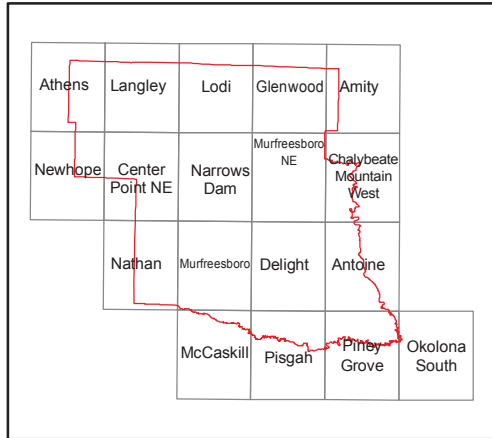 Athens
Langley
Lodi
Glenwood
Amity
Newhope
Center
Point NE
Narrows
Dam
Murfreesboro
NE
Chalybeate
Mountain
West
Nathan
Murfreesboro
Delight
Antoine
McCaskill
Pisgah
Piney
Grove
Okolona
South